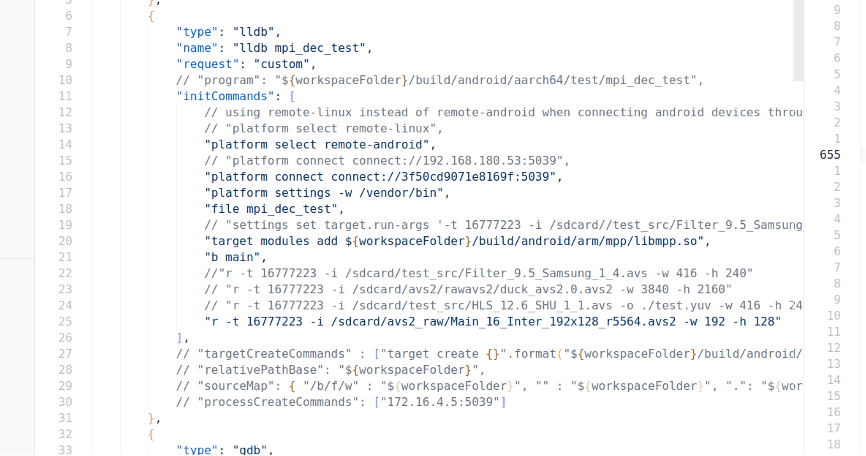 5 },
6 {
7 "type": "lldb",
8 "name": "lldb mpi_dec_test",
9 "request": "custom",
10 // "program": "${workspaceFolder}/build/android/aarch64/test/mpi_dec_test",
11 "initCommands": [
12 // using remote-linux instead of remote-android when connecting android devices throu
13 // "platform select remote-linux",
14 "platform select remote-android",
15 // "platform connect connect://192.168.180.53:5039",
16 "platform connect connect://3f50cd9071e8169f:5039",
17 "platform settings -w /vendor/bin",
18 "file mpi_dec_test",
19 // "settings set target.run-args '-t 16777223 -i /sdcard//test_src/Filter_9.5_Samsung_
20 "target modules add ${workspaceFolder}/build/android/arm/mpp/libmpp.so",
21 "b main",
22 //"r -t 16777223 -i /sdcard/test_src/Filter_9.5_Samsung_1_4.avs -w 416 -h 240"
23 // "r -t 16777223 -i /sdcard/avs2/rawavs2/duck_avs2.0.avs2 -w 3840 -h 2160"
24 // "r -t 16777223 -i /sdcard/test_src/HLS_12.6_SHU_1_1.avs -o ./test.yuv -w 416 -h 24
25 "r -t 16777223 -i /sdcard/avs2_raw/Main_16_Inter_192x128_r5564.avs2 -w 192 -h 128"
26 ],
27 // "targetCreateCommands" : ["target create {}".format("${workspaceFolder}/build/android/
28 // "relativePathBase": "${workspaceFolder}",
29 // "sourceMap": { "/b/f/w" : "${workspaceFolder}", "" : "${workspaceFolder}", ".": "${wor
30 // "processCreateCommands": ["172.16.4.5:5039"]
31 },
32 {
33 "type": "gdb",
9
8
7
6
5
4
3
2
1
655
1
2
3
4
5
6
7
8
9
10
11
12
13
14
15
16
17
18